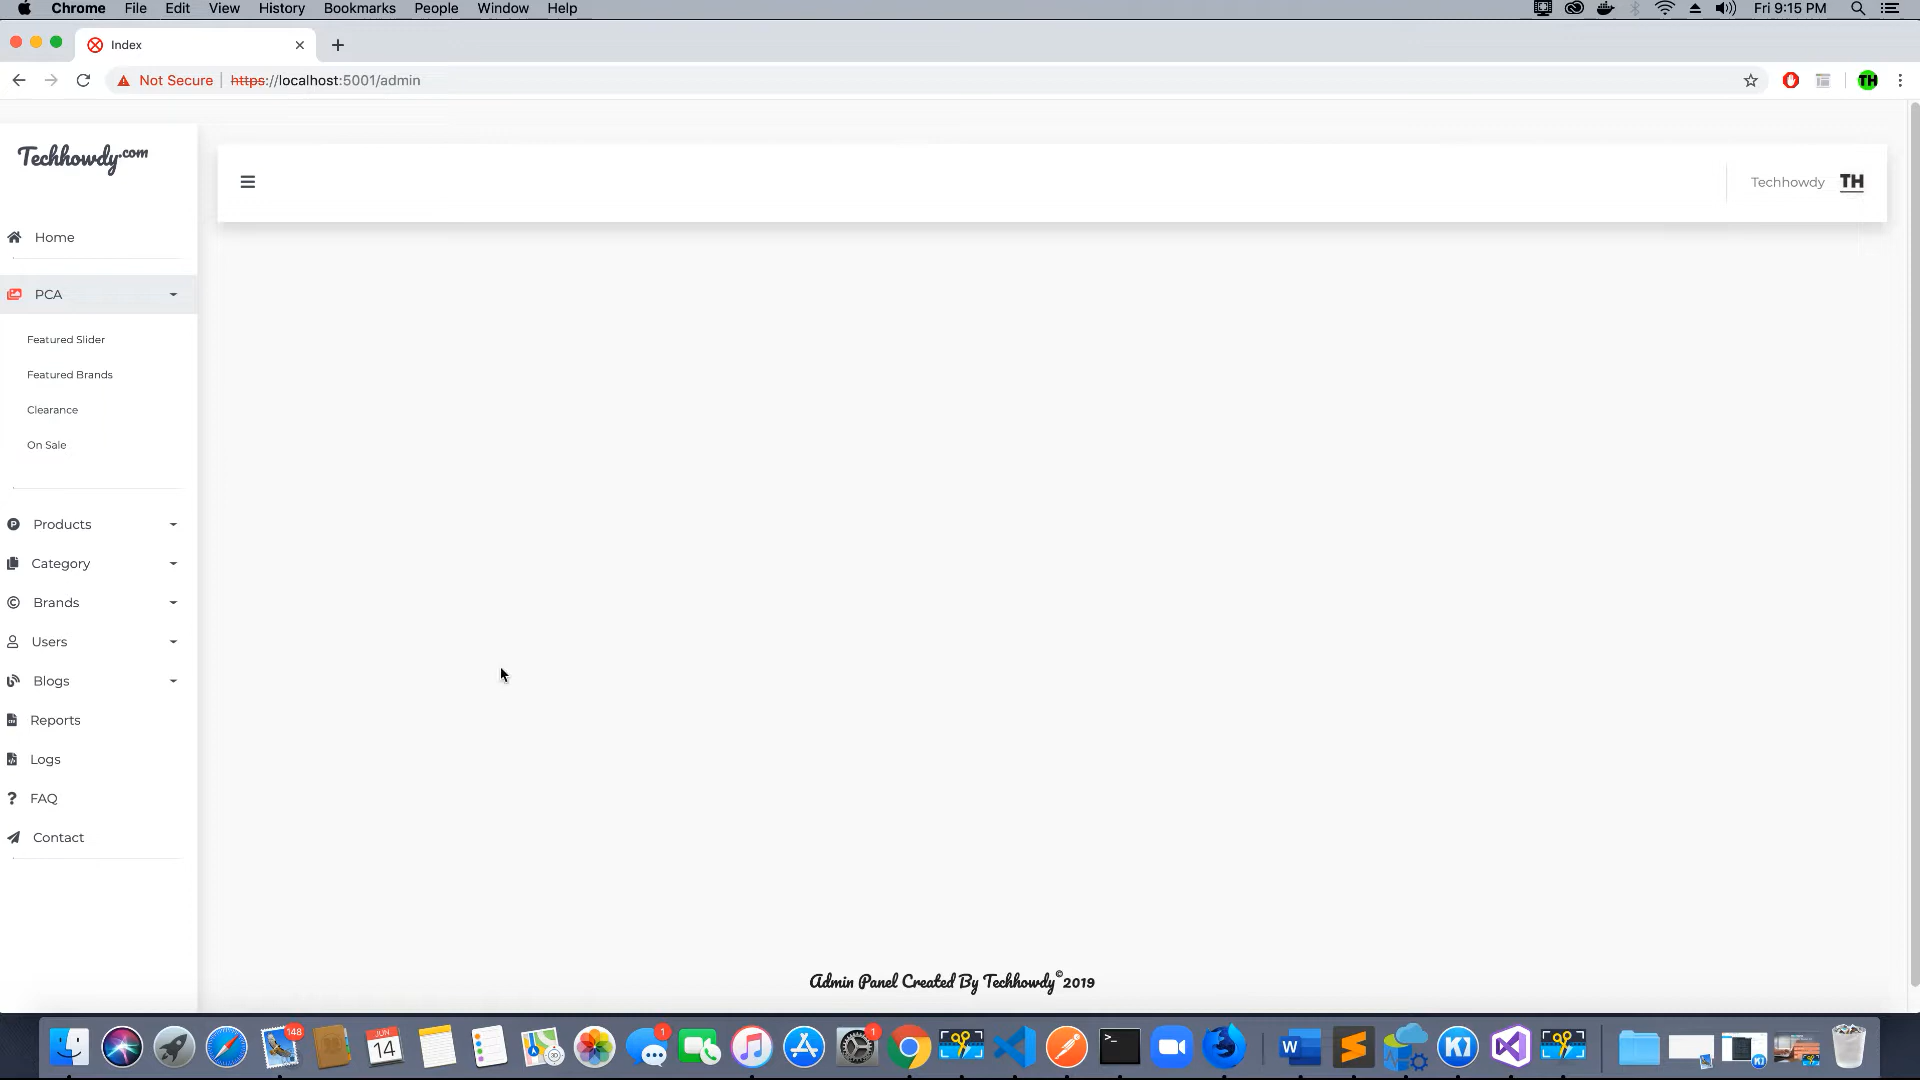 Chrome File Edit View History Bookmarks People Window Help Fri 9:15 PM
Index
Not Secure https://localhost:5001/admin TH
Techhowdy.com
Techhowdy TH
Home
PCA
Featured Slider
Featured Brands
Clearance
On Sale
Products
Category
Brands
Users
Blogs
Reports
Logs
FAQ
Contact
Admin Panel Created By Techhowdy©2019
148 JUN 14 1 1